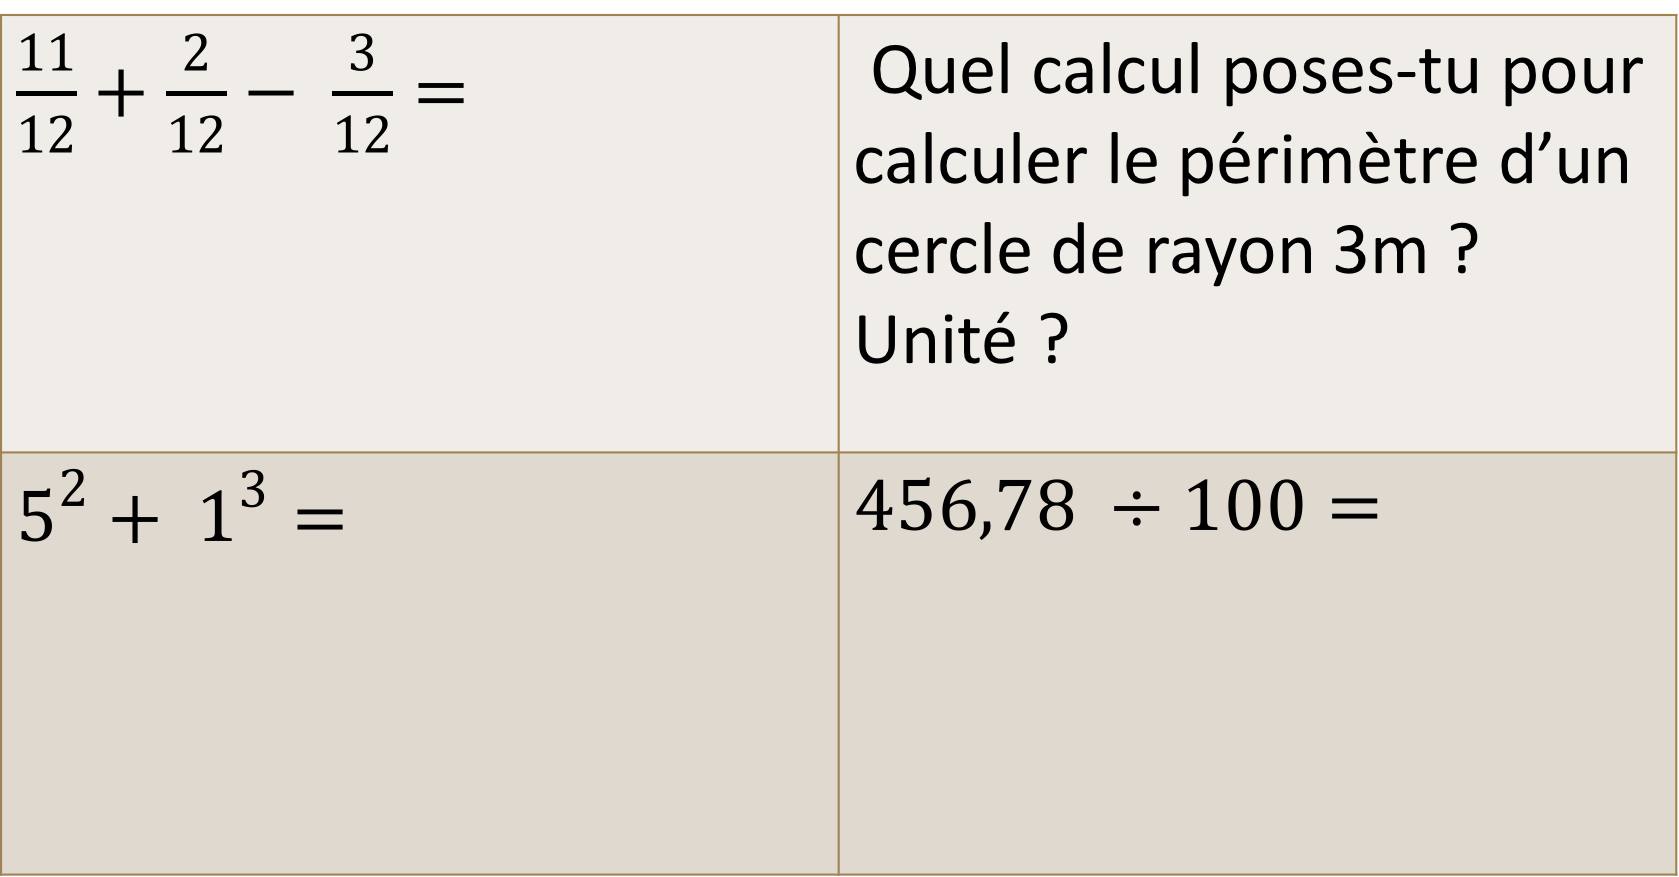 11/12 + 2/12 − 3/12 =
Quel calcul poses-tu pour
calculer le périmètre d’un
cercle de rayon 3m ?
Unité ?
5² + 1³ =
456,78 ÷ 100 =